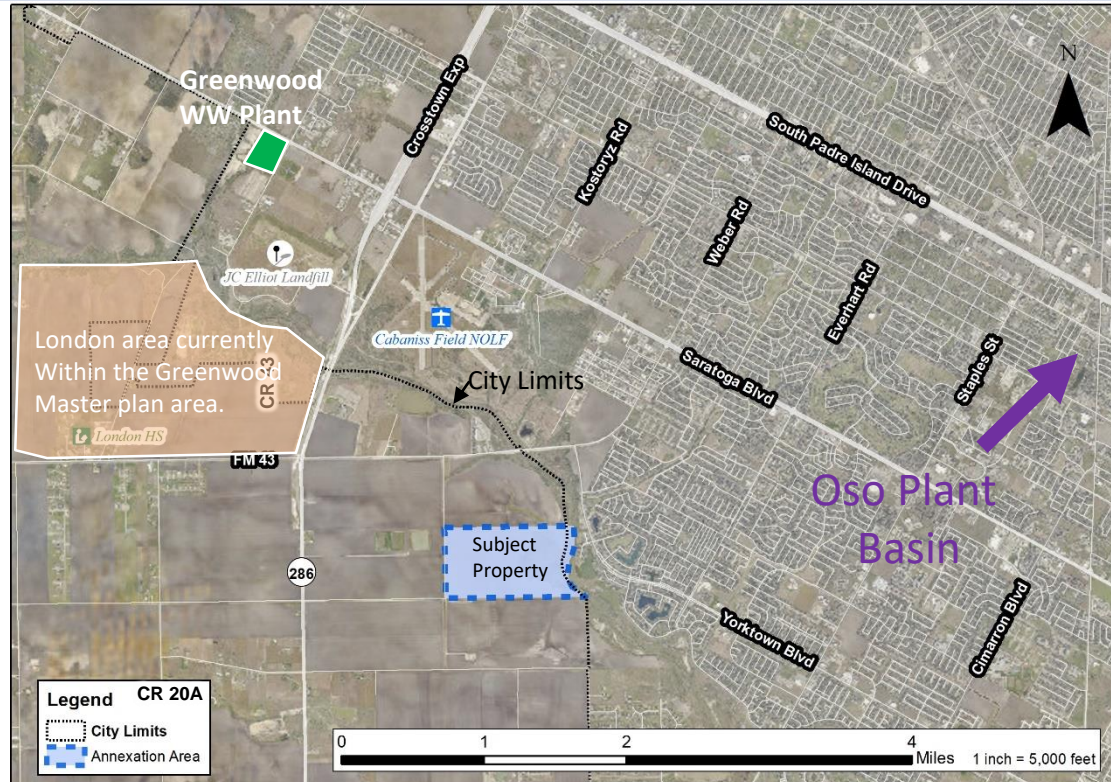 Greenwood
WW Plant
Crosstown Exp
N
South Padre Island Drive
Kostoryz Rd
Weber Rd
Everhart Rd
JC Elliot Landfill
Cabaniss Field NOLF
Staples St
Saratoga Blvd
London area currently
Within the Greenwood
Master plan area.
CR 33
City Limits
London HS
FM 43
Oso Plant
Basin
Subject
Property
286
Yorktown Blvd
Cimarron Blvd
Legend
CR 20A
City Limits
Annexation Area
0 1 2 4
Miles
1 inch = 5,000 feet